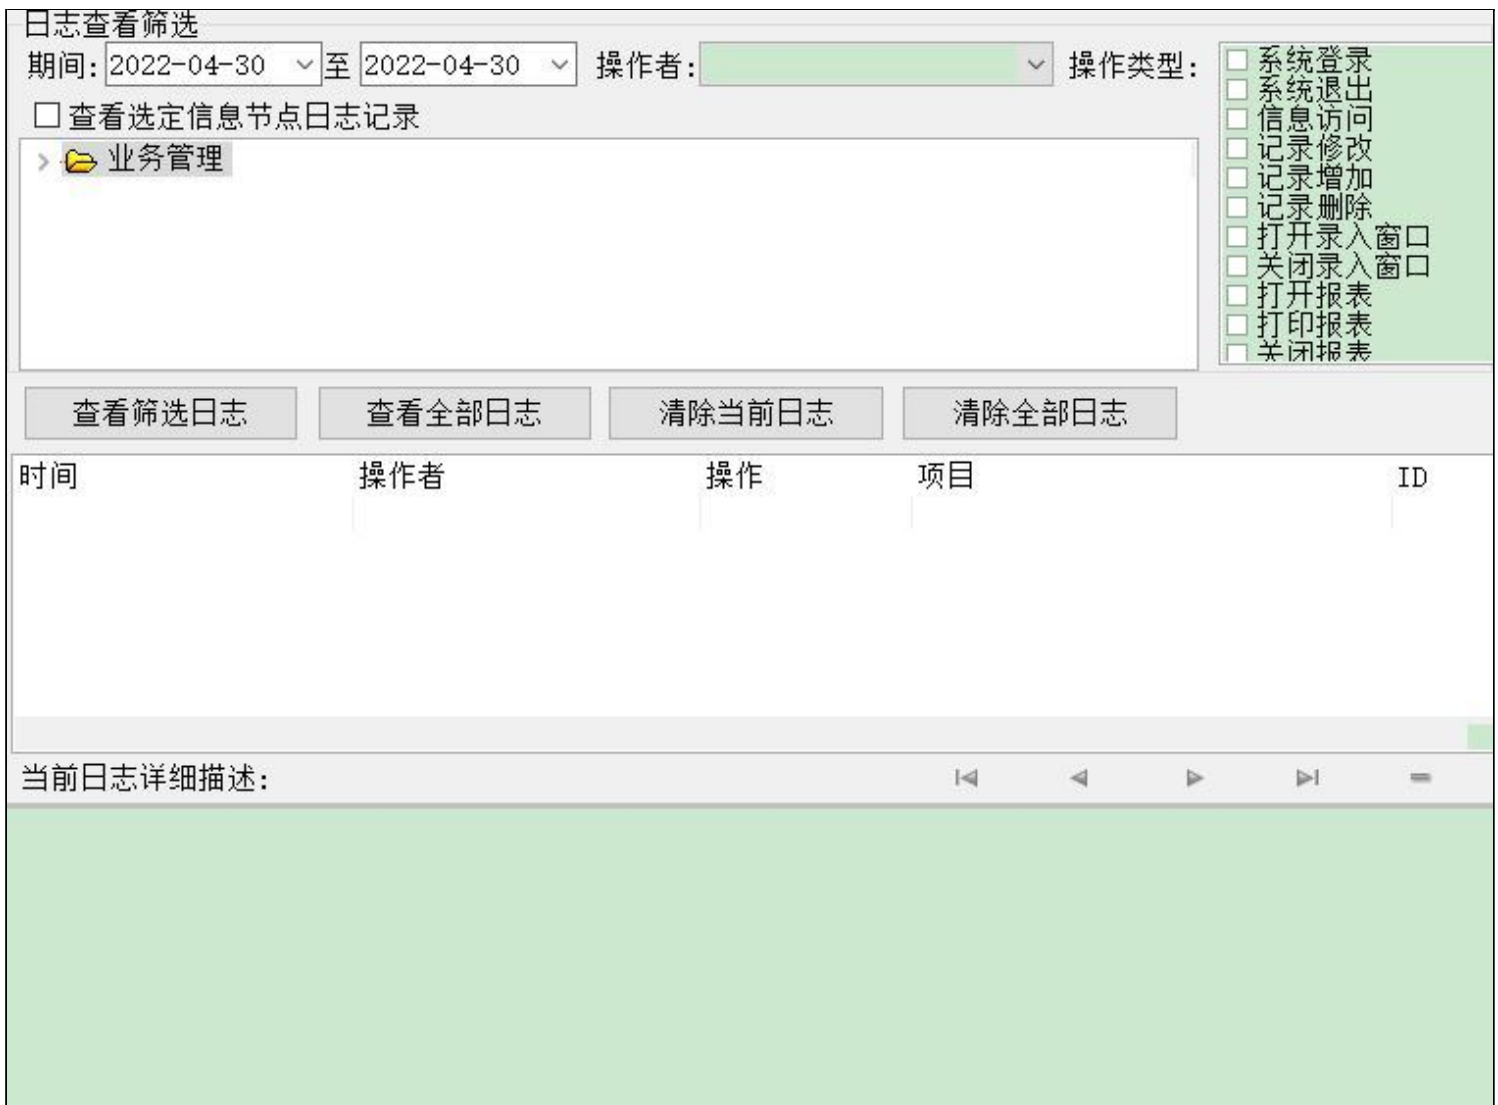 日志查看筛选
期间: 2022-04-30 至 2022-04-30 操作者: 操作类型:
系统登录
系统退出
查看选定信息节点日志记录
信息访问
业务管理
记录修改
记录增加
记录删除
打开录入窗口
关闭录入窗口
打开报表
打印报表
关闭报表
查看筛选日志 查看全部日志 清除当前日志 清除全部日志
时间 操作者 操作 项目 ID
当前日志详细描述: